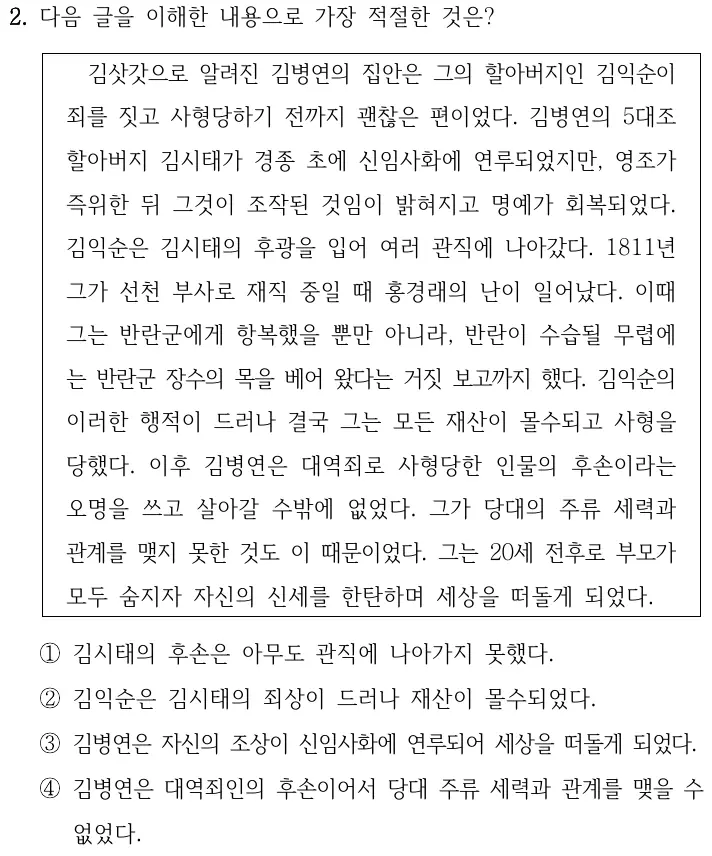 2. 다음 글을 이해한 내용으로 가장 적절한 것은?
김삿갓으로 알려진 김병연의 집안은 그의 할아버지인 김익순이
죄를 짓고 사형당하기 전까지 괜찮은 편이었다. 김병연의 5대조
할아버지 김시태가 경종 초에 신임사화에 연루되었지만, 영조가
즉위한 뒤 그것이 조작된 것임이 밝혀지고 명예가 회복되었다.
김익순은 김시태의 후광을 입어 여러 관직에 나아갔다. 1811년
그가 선천 부사로 재직 중일 때 홍경래의 난이 일어났다. 이때
그는 반란군에게 항복했을 뿐만 아니라, 반란이 수습될 무렵에
는 반란군 장수의 목을 베어 왔다는 거짓 보고까지 했다. 김익순의
이러한 행적이 드러나 결국 그는 모든 재산이 몰수되고 사형을
당했다. 이후 김병연은 대역죄로 사형당한 인물의 후손이라는
오명을 쓰고 살아갈 수밖에 없었다. 그가 당대의 주류 세력과
관계를 맺지 못한 것도 이 때문이었다. 그는 20세 전후로 부모가
모두 숨지자 자신의 신세를 한탄하며 세상을 떠돌게 되었다.
① 김시태의 후손은 아무도 관직에 나아가지 못했다.
② 김익순은 김시태의 죄상이 드러나 재산이 몰수되었다.
③ 김병연은 자신의 조상이 신임사화에 연루되어 세상을 떠돌게 되었다.
④ 김병연은 대역죄인의 후손이어서 당대 주류 세력과 관계를 맺을 수
없었다.